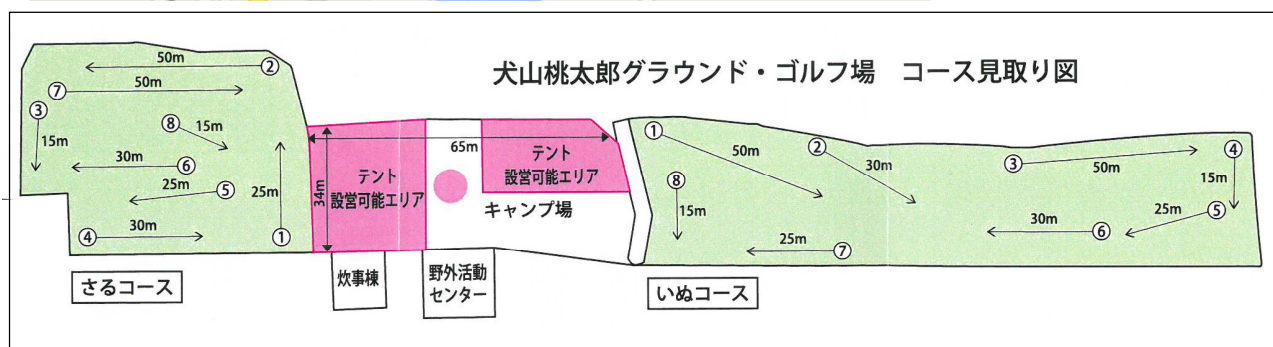 犬山桃太郎グラウンド・ゴルフ場　コース見取り図
50m
②
⑦
50m
③
15m
⑧
15m
30m
⑥
25m
⑤
25m
30m
④
①
さるコース
65m
34m
テント
設営可能エリア
テント
設営可能エリア
キャンプ場
炊事棟
野外活動
センター
①
50m
②
30m
③
50m
④
15m
⑧
15m
25m
⑤
30m
⑥
25m
⑦
いぬコース